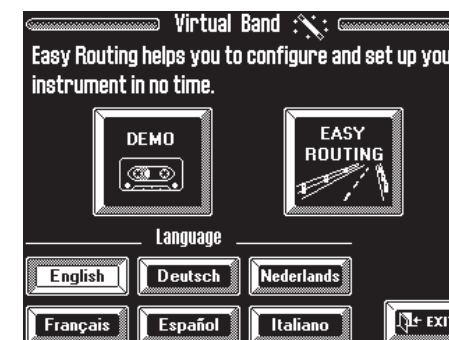 Virtual Band
Easy Routing helps you to configure and set up you
instrument in no time.
DEMO
EASY
ROUTING
Language
English Deutsch Nederlands
Français Español Italiano
EXIT